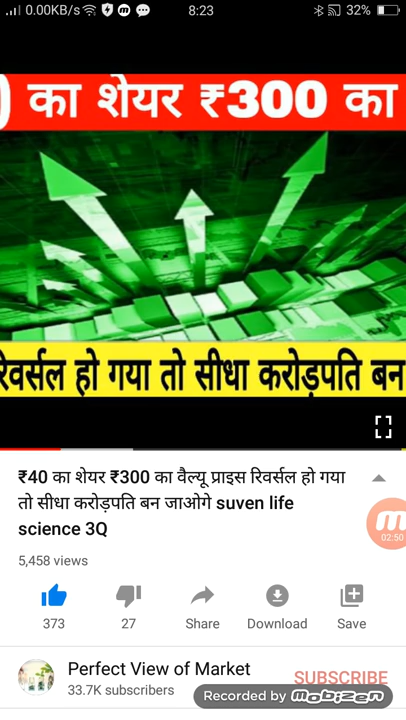 0.00KB/s 8:23 32%
) का शेयर ₹300 का
रिवर्सल हो गया तो सीधा करोड़पति बन
₹40 का शेयर ₹300 का वैल्यू प्राइस रिवर्सल हो गया
तो सीधा करोड़पति बन जाओगे suven life
science 3Q
02:50
5,458 views
373 27 Share Download Save
Perfect View of Market
33.7K subscribers
SUBSCRIBE
Recorded by mobizen